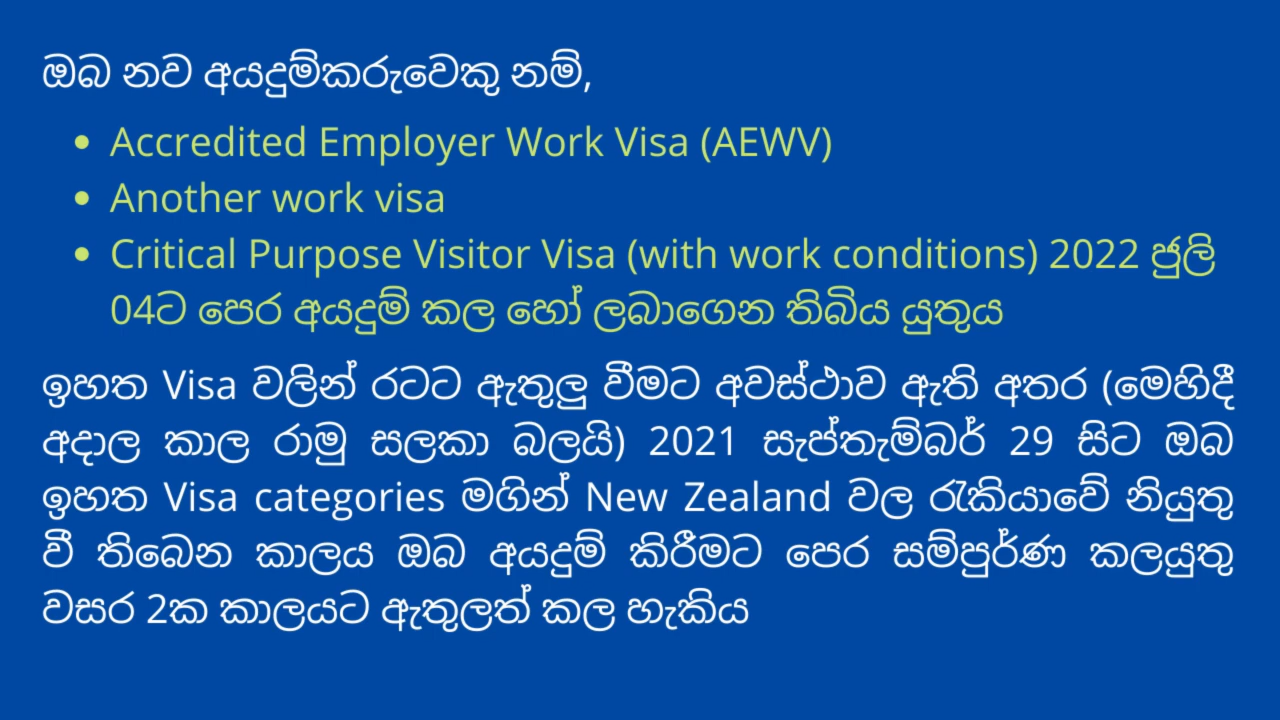 ඔබ නව අයදුම්කරුවෙකු නම්,
• Accredited Employer Work Visa (AEWV)
• Another work visa
• Critical Purpose Visitor Visa (with work conditions) 2022 ජුලි
04ට පෙර අයදුම් කල හෝ ලබාගෙන තිබිය යුතුය
ඉහත Visa වලින් රටට ඇතුලු වීමට අවස්ථාව ඇති අතර (මෙහිදී
අදාල කාල රාමු සලකා බලයි) 2021 සැප්තැම්බර් 29 සිට ඔබ
ඉහත Visa categories මගින් New Zealand වල රැකියාවේ නියුතු
වී තිබෙන කාලය ඔබ අයදුම් කිරීමට පෙර සම්පුර්ණ කලයුතු
වසර 2ක කාලයට ඇතුලත් කල හැකිය